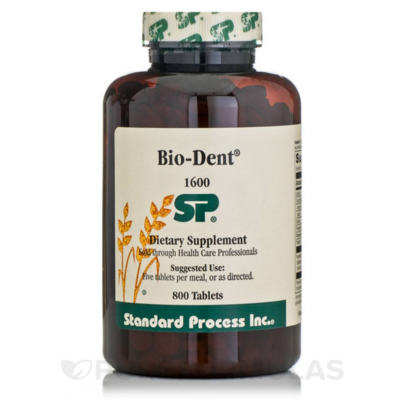 SP
Bio-Dent®
1600
SP®
Dietary Supplement
Sold through Health Care Professionals
Suggested Use:
Five tablets per meal, or as directed.
800 Tablets
Standard Process Inc.®